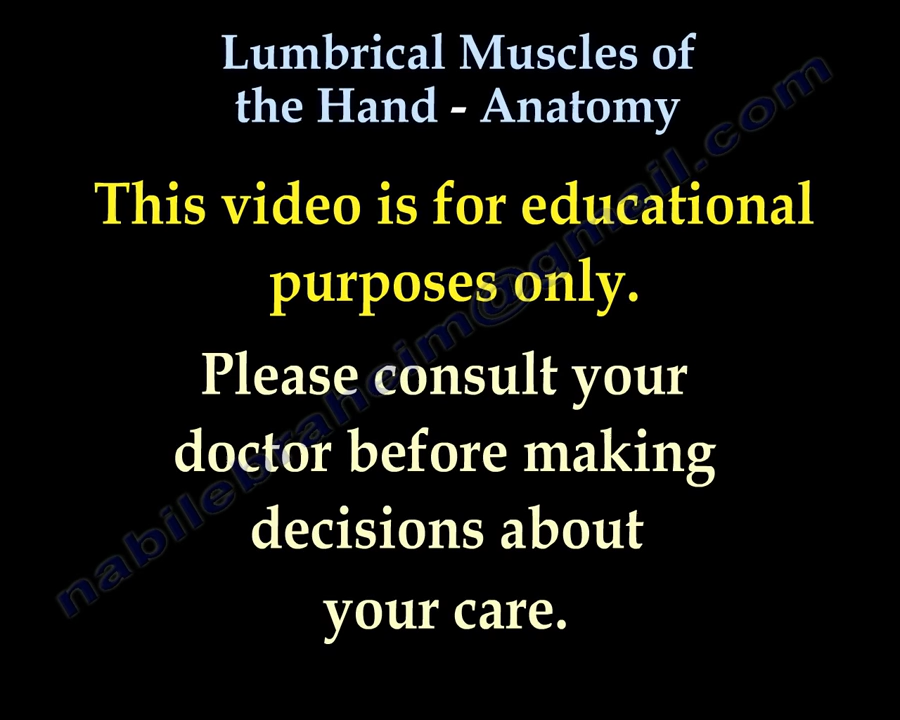 Lumbrical Muscles of
the Hand - Anatomy
This video is for educational
purposes only.
Please consult your
doctor before making
decisions about
your care.
nabilebraheim@gmail.com